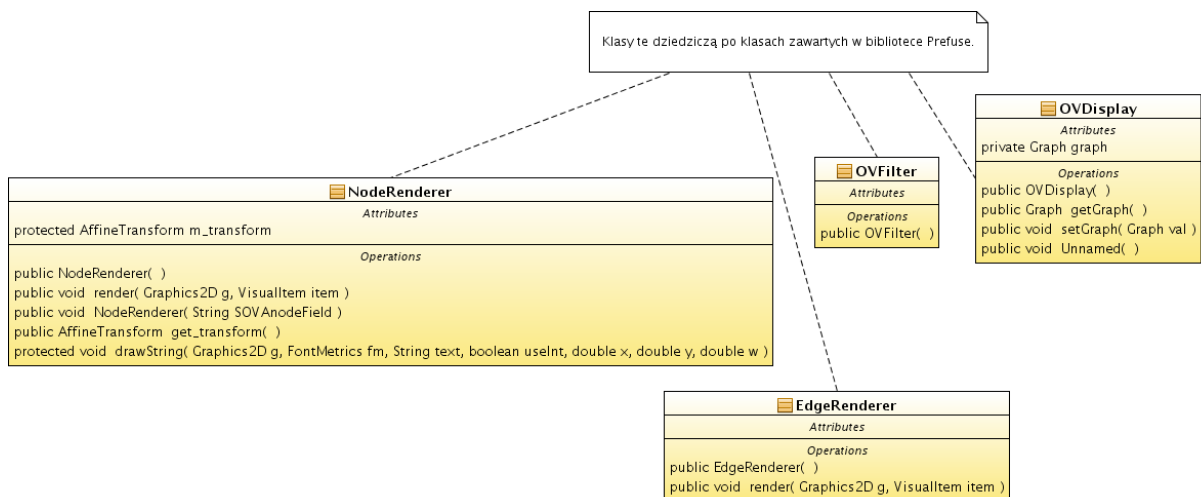 Klasy te dziedziczą po klasach zawartych w bibliotece Prefuse.
NodeRenderer
Attributes
protected AffineTransform m_transform
Operations
public NodeRenderer( )
public void render( Graphics2D g, VisualItem item )
public void NodeRenderer( String SOVAnodeField )
public AffineTransform get_transform( )
protected void drawString( Graphics2D g, FontMetrics fm, String text, boolean useInt, double x, double y, double w )
OVFilter
Attributes
Operations
public OVFilter( )
OVDisplay
Attributes
private Graph graph
Operations
public OVDisplay( )
public Graph getGraph( )
public void setGraph( Graph val )
public void Unnamed( )
EdgeRenderer
Attributes
Operations
public EdgeRenderer( )
public void render( Graphics2D g, VisualItem item )